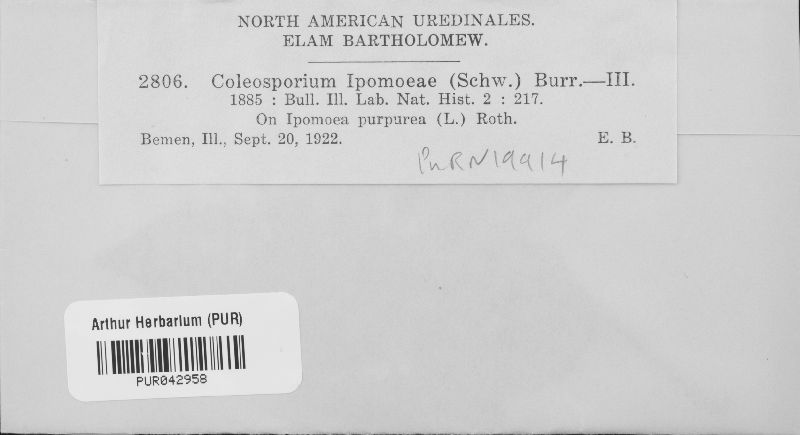 NORTH AMERICAN UREDINALES.
ELAM BARTHOLOMEW.
2806. Coleosporium Ipomoeae (Schw.) Burr.—III.
1885 : Bull. Ill. Lab. Nat. Hist. 2 : 217.
On Ipomoea purpurea (L.) Roth.
Bemen, Ill., Sept. 20, 1922. E. B.
PURN19914
Arthur Herbarium (PUR)
PUR042958